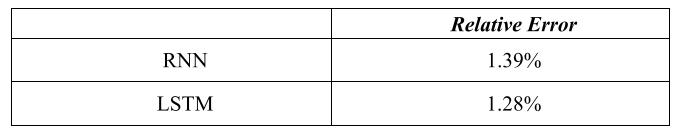 Relative Error
RNN 1.39%
LSTM 1.28%